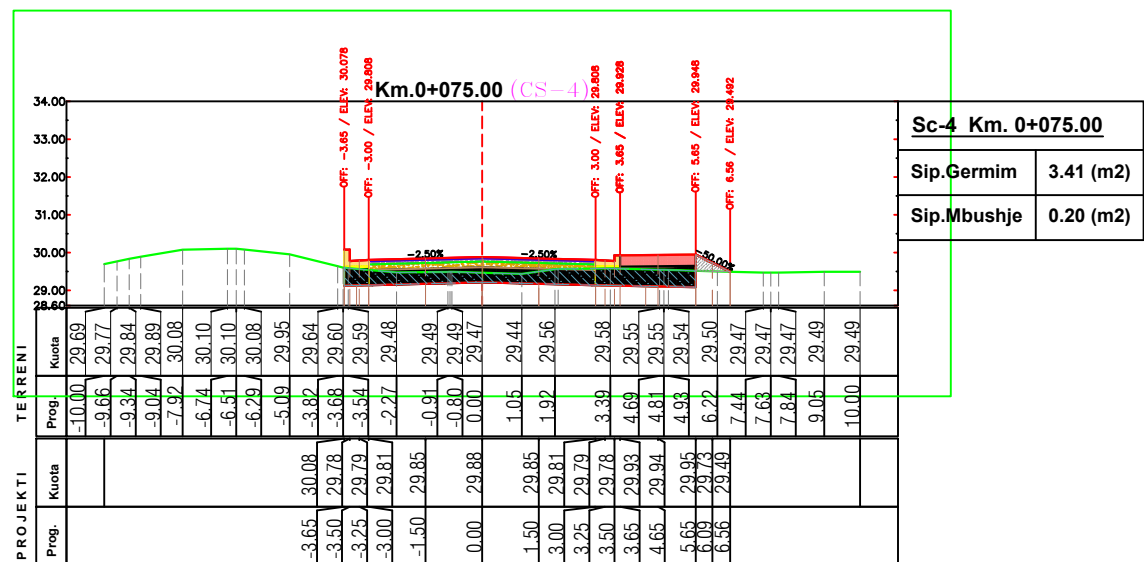 Km.0+075.00 (CS-4)
OFF: -3.65 / ELEV: 30.078
OFF: -3.00 / ELEV: 29.808
OFF: 3.00 / ELEV: 29.808
OFF: 3.65 / ELEV: 29.928
OFF: 5.65 / ELEV: 29.948
OFF: 6.56 / ELEV: 29.492
34.00
33.00
32.00
31.00
30.00
29.00
28.60
-2.50%
-2.50%
-50.00%
Sc-4 Km. 0+075.00
Sip.Germim 3.41 (m2)
Sip.Mbushje 0.20 (m2)
TERRENI
Kuota 29.69 29.77 29.84 29.89 30.08 30.10 30.10 30.08 29.95 29.64 29.60 29.59 29.48 29.49 29.49 29.47 29.44 29.56 29.58 29.55 29.55 29.54 29.50 29.47 29.47 29.47 29.49 29.49
Prog. -10.00 -9.66 -9.34 -9.04 -7.92 -6.74 -6.51 -6.29 -5.09 -3.82 -3.68 -3.54 -2.27 -0.91 -0.80 0.00 1.05 1.92 3.39 4.69 4.81 4.93 6.22 7.44 7.63 7.84 9.05 10.00
PROJEKTI
Kuota 30.08 29.78 29.79 29.81 29.85 29.88 29.85 29.81 29.79 29.78 29.93 29.94 29.95 29.73 29.49
Prog. -3.65 -3.50 -3.25 -3.00 -1.50 0.00 1.50 3.00 3.25 3.50 3.65 4.65 5.65 6.09 6.56